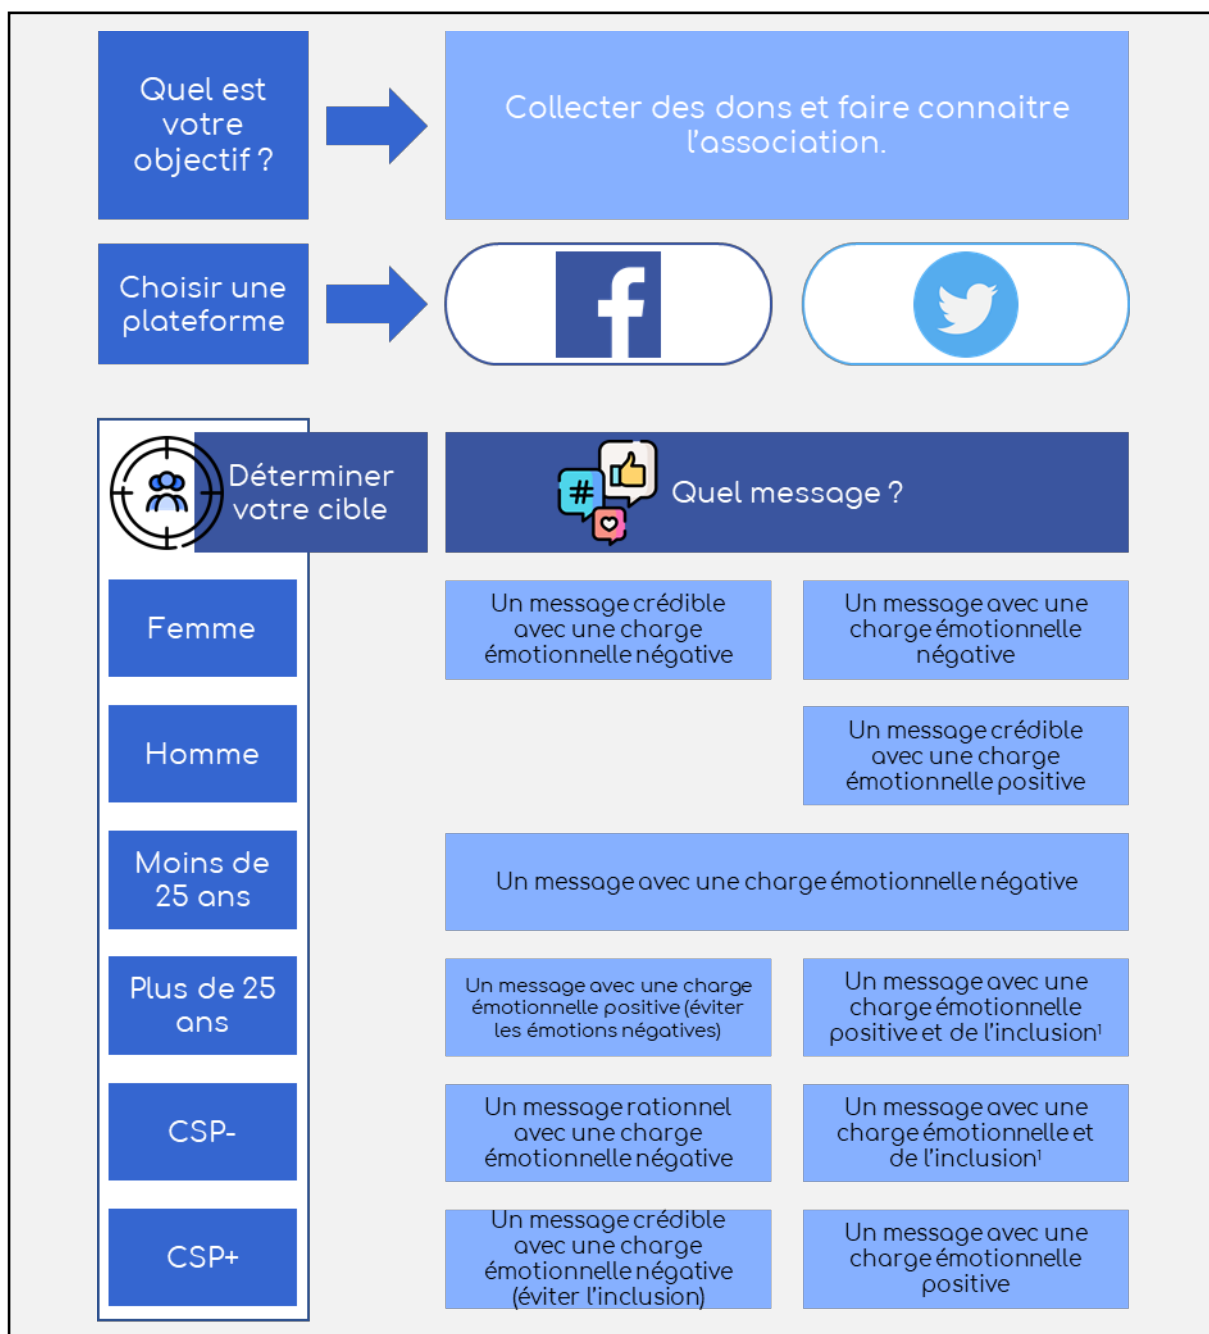 Quel est
votre
objectif ?
Collecter des dons et faire connaitre
l'association.
Choisir une
plateforme
Déterminer
votre cible
#
Quel message ?
Femme
Un message crédible
avec une charge
émotionnelle négative
Un message avec une
charge émotionnelle
négative
Homme
Un message crédible
avec une charge
émotionnelle positive
Moins de
25 ans
Un message avec une charge émotionnelle négative
Plus de 25
ans
Un message avec une charge
émotionnelle positive (éviter
les émotions négatives)
Un message avec une
charge émotionnelle
positive et de l'inclusion¹
CSP-
Un message rationnel
avec une charge
émotionnelle négative
Un message avec une
charge émotionnelle et
de l'inclusion¹
CSP+
Un message crédible
avec une charge
émotionnelle négative
(éviter l'inclusion)
Un message avec une
charge émotionnelle
positive